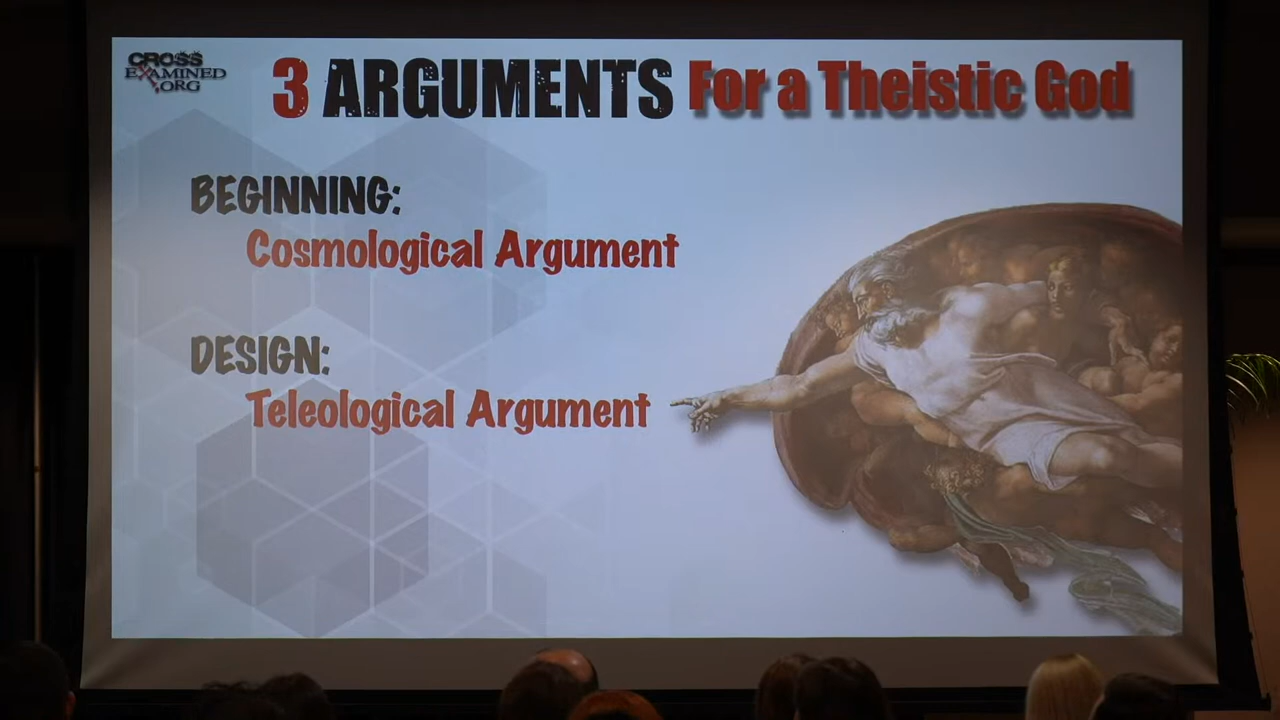 CROSS
EXAMINED
.ORG
3 ARGUMENTS For a Theistic God
BEGINNING:
Cosmological Argument
DESIGN:
Teleological Argument